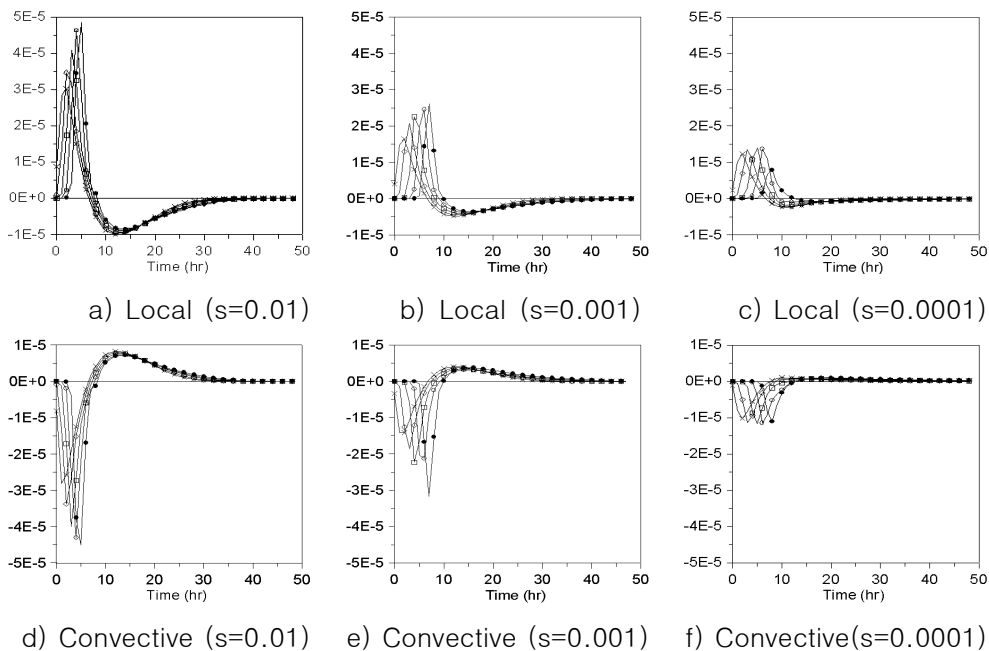 5E-5
4E-5
3E-5
2E-5
1E-5
0E+0
-1E-5
0 10 20 30 40 50
Time (hr)
a) Local (s=0.01)
5E-5
4E-5
3E-5
2E-5
1E-5
0E+0
-1E-5
0 10 20 30 40 50
Time (hr)
b) Local (s=0.001)
5E-5
4E-5
3E-5
2E-5
1E-5
0E+0
-1E-5
0 10 20 30 40 50
Time (hr)
c) Local (s=0.0001)
1E-5
0E+0
-1E-5
-2E-5
-3E-5
-4E-5
-5E-5
0 10 20 30 40 50
Time (hr)
d) Convective (s=0.01)
1E-5
0E+0
-1E-5
-2E-5
-3E-5
-4E-5
-5E-5
0 10 20 30 40 50
Time (hr)
e) Convective (s=0.001)
1E-5
0E+0
-1E-5
-2E-5
-3E-5
-4E-5
-5E-5
0 10 20 30 40 50
Time (hr)
f) Convective(s=0.0001)